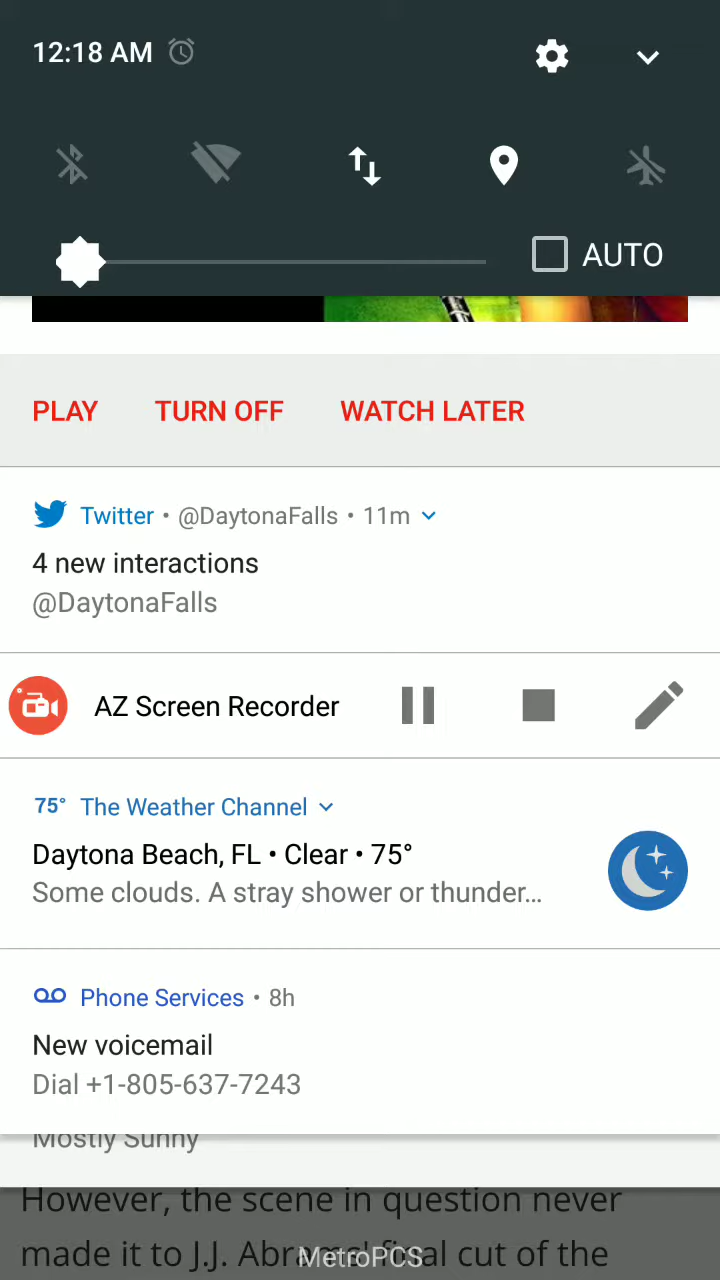 12:18 AM
AUTO
PLAY TURN OFF WATCH LATER
Twitter • @DaytonaFalls • 11m
4 new interactions
@DaytonaFalls
AZ Screen Recorder
75° The Weather Channel
Daytona Beach, FL • Clear • 75°
Some clouds. A stray shower or thunder...
Phone Services • 8h
New voicemail
Dial +1-805-637-7243
Mostly Sunny
However, the scene in question never
made it to J.J. Abrams' final cut of the
MetroPCS